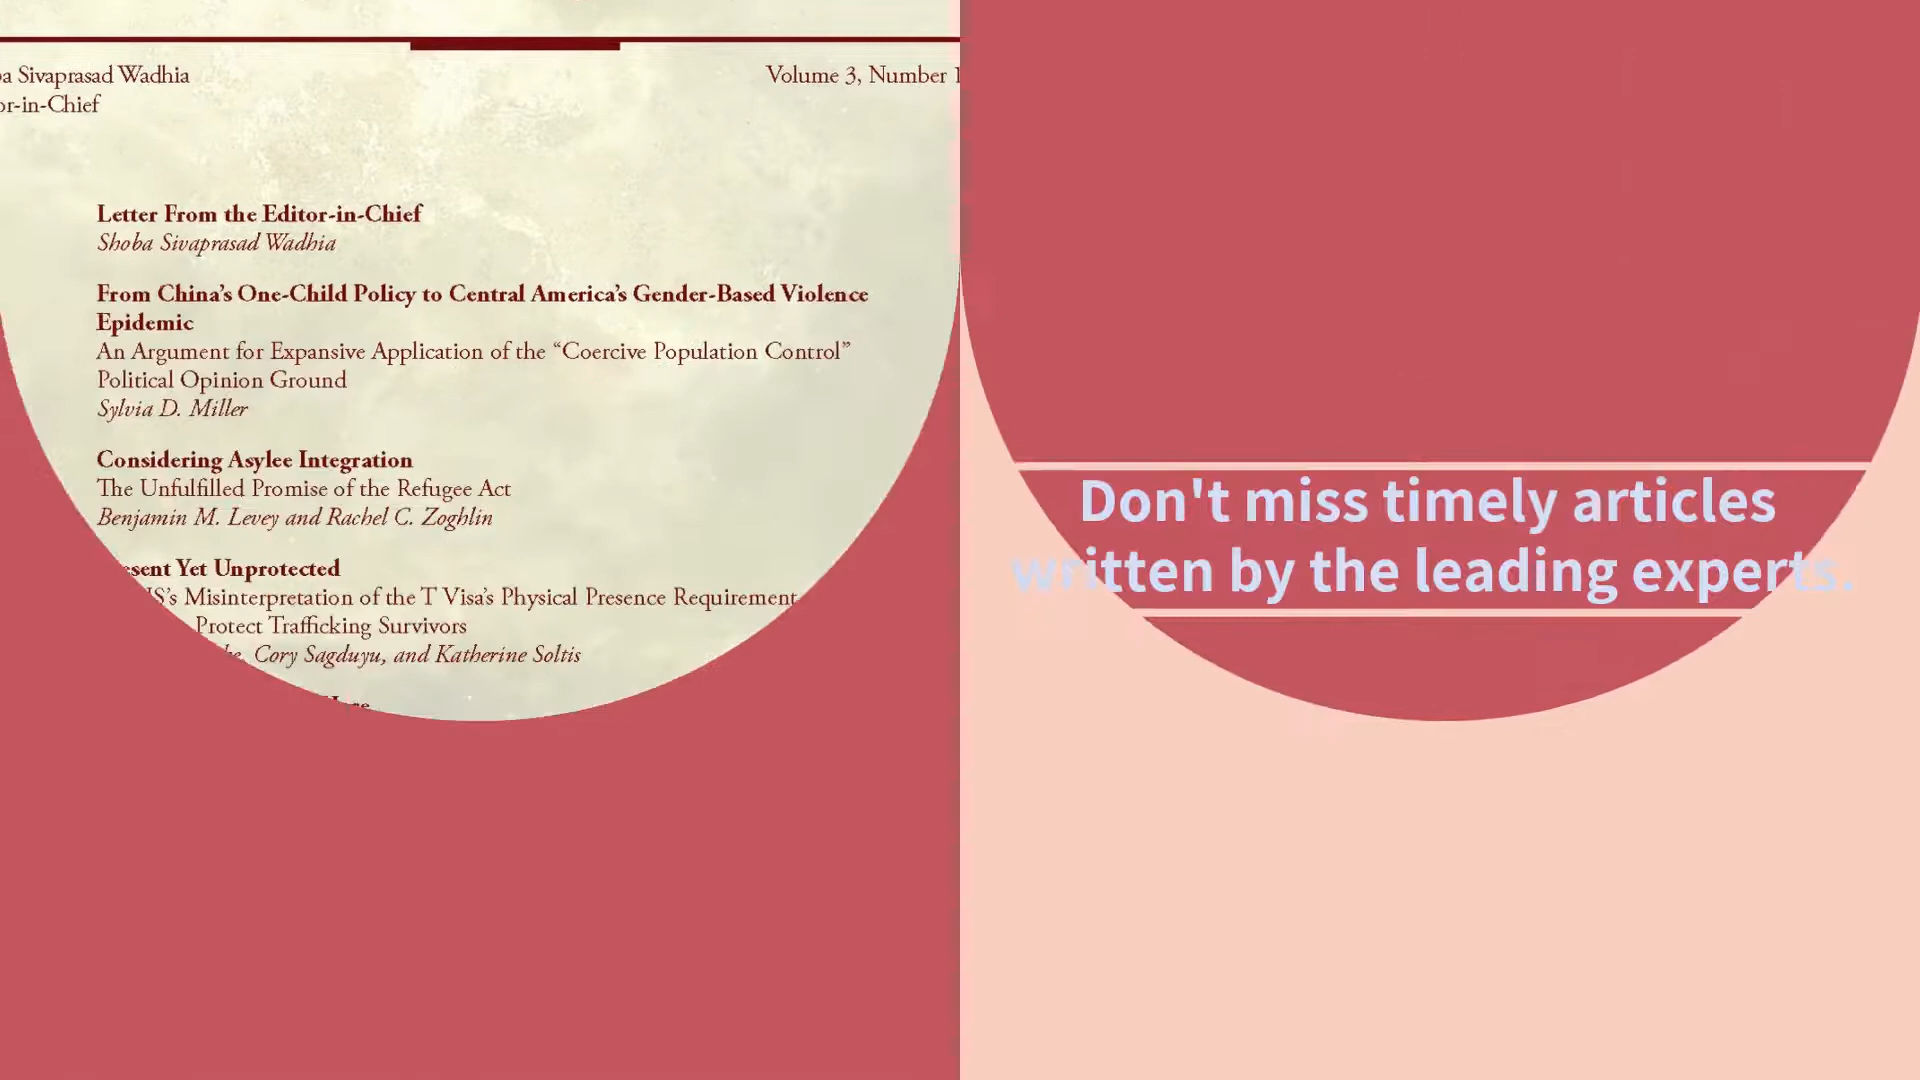 Sivaprasad Wadhia
Volume 3, Number
Letter From the Editor-in-Chief
Shoba Sivaprasad Wadhia
From China's One-Child Policy to Central America's Gender-Based Violence
Epidemic
An Argument for Expansive Application of the “Coercive Population Control”
Political Opinion Ground
Sylvia D. Miller
Considering Asylee Integration
The Unfulfilled Promise of the Refugee Act
Benjamin M. Levey and Rachel C. Zoghlin
Yet Unprotected
Misinterpretation of the T Visa's Physical Presence Requirement
Protect Trafficking Survivors
Cory Sagduyu, and Katherine Soltis
Don't miss timely articles
written by the leading experts.